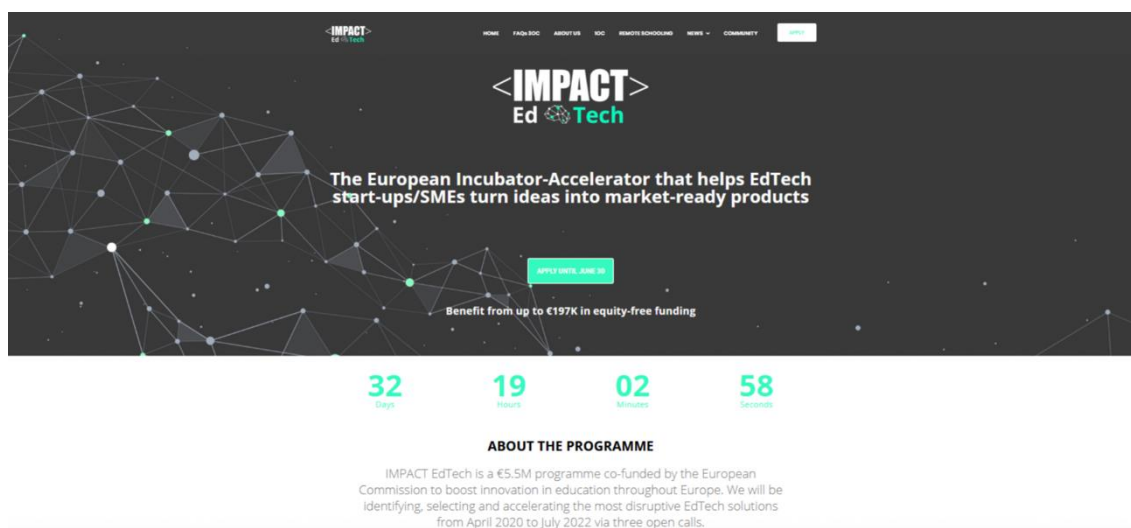 <IMPACT>
Ed Tech
HOME FAQs 3OC ABOUT US 1OC REMOTE SCHOOLING NEWS COMMUNITY APPLY
<IMPACT>
Ed Tech
The European Incubator-Accelerator that helps EdTech
start-ups/SMEs turn ideas into market-ready products
APPLY UNTIL JUNE 30
Benefit from up to €197K in equity-free funding
32 19 02 58
Days Hours Minutes Seconds
ABOUT THE PROGRAMME
IMPACT EdTech is a €5.5M programme co-funded by the European
Commission to boost innovation in education throughout Europe. We will be
identifying, selecting and accelerating the most disruptive EdTech solutions
from April 2020 to July 2022 via three open calls.